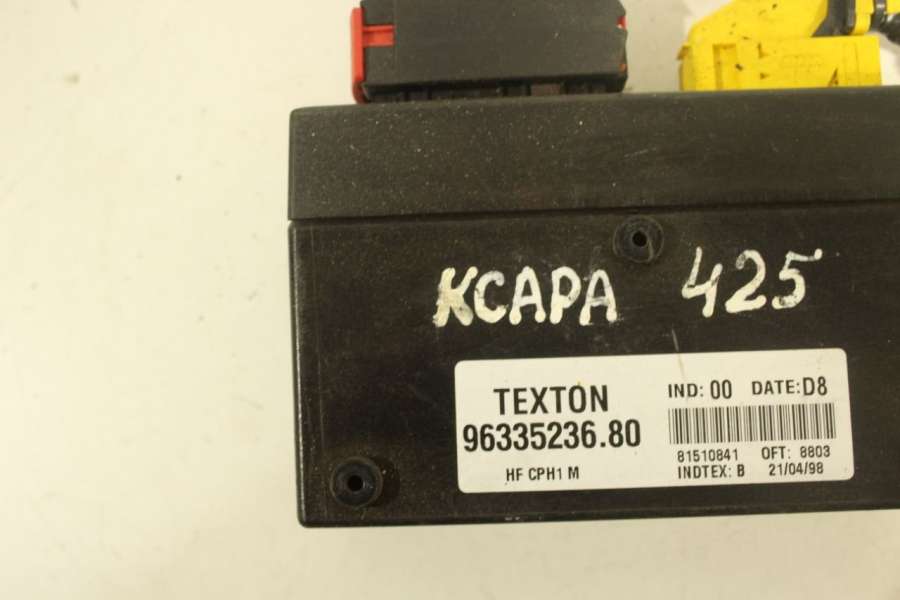 KCAPA 425
TEXTON
96335236.80
HF CPH1 M
IND: 00 DATE: D8
81510841 OFT: 8803
INDTEX: B 21/04/98